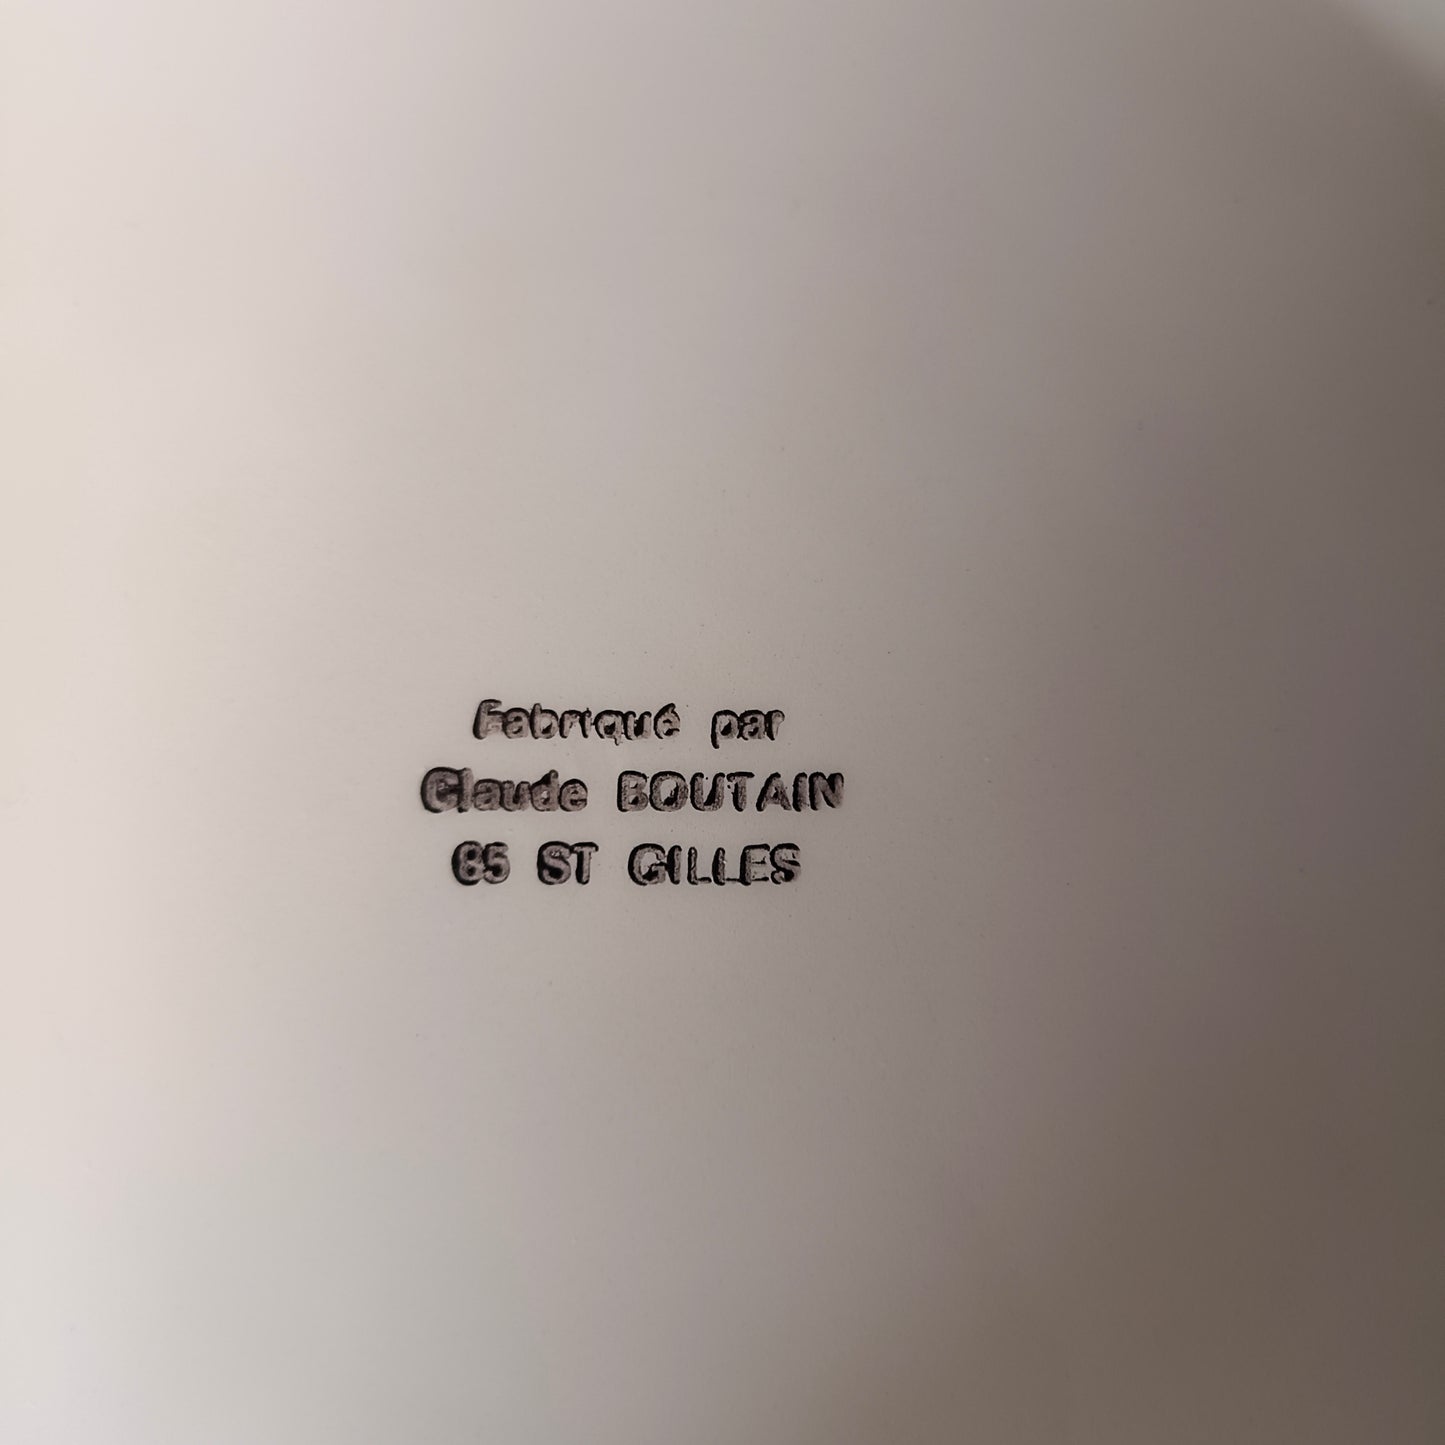 Fabriqué par
Claude BOUTAIN
85 ST GILLES